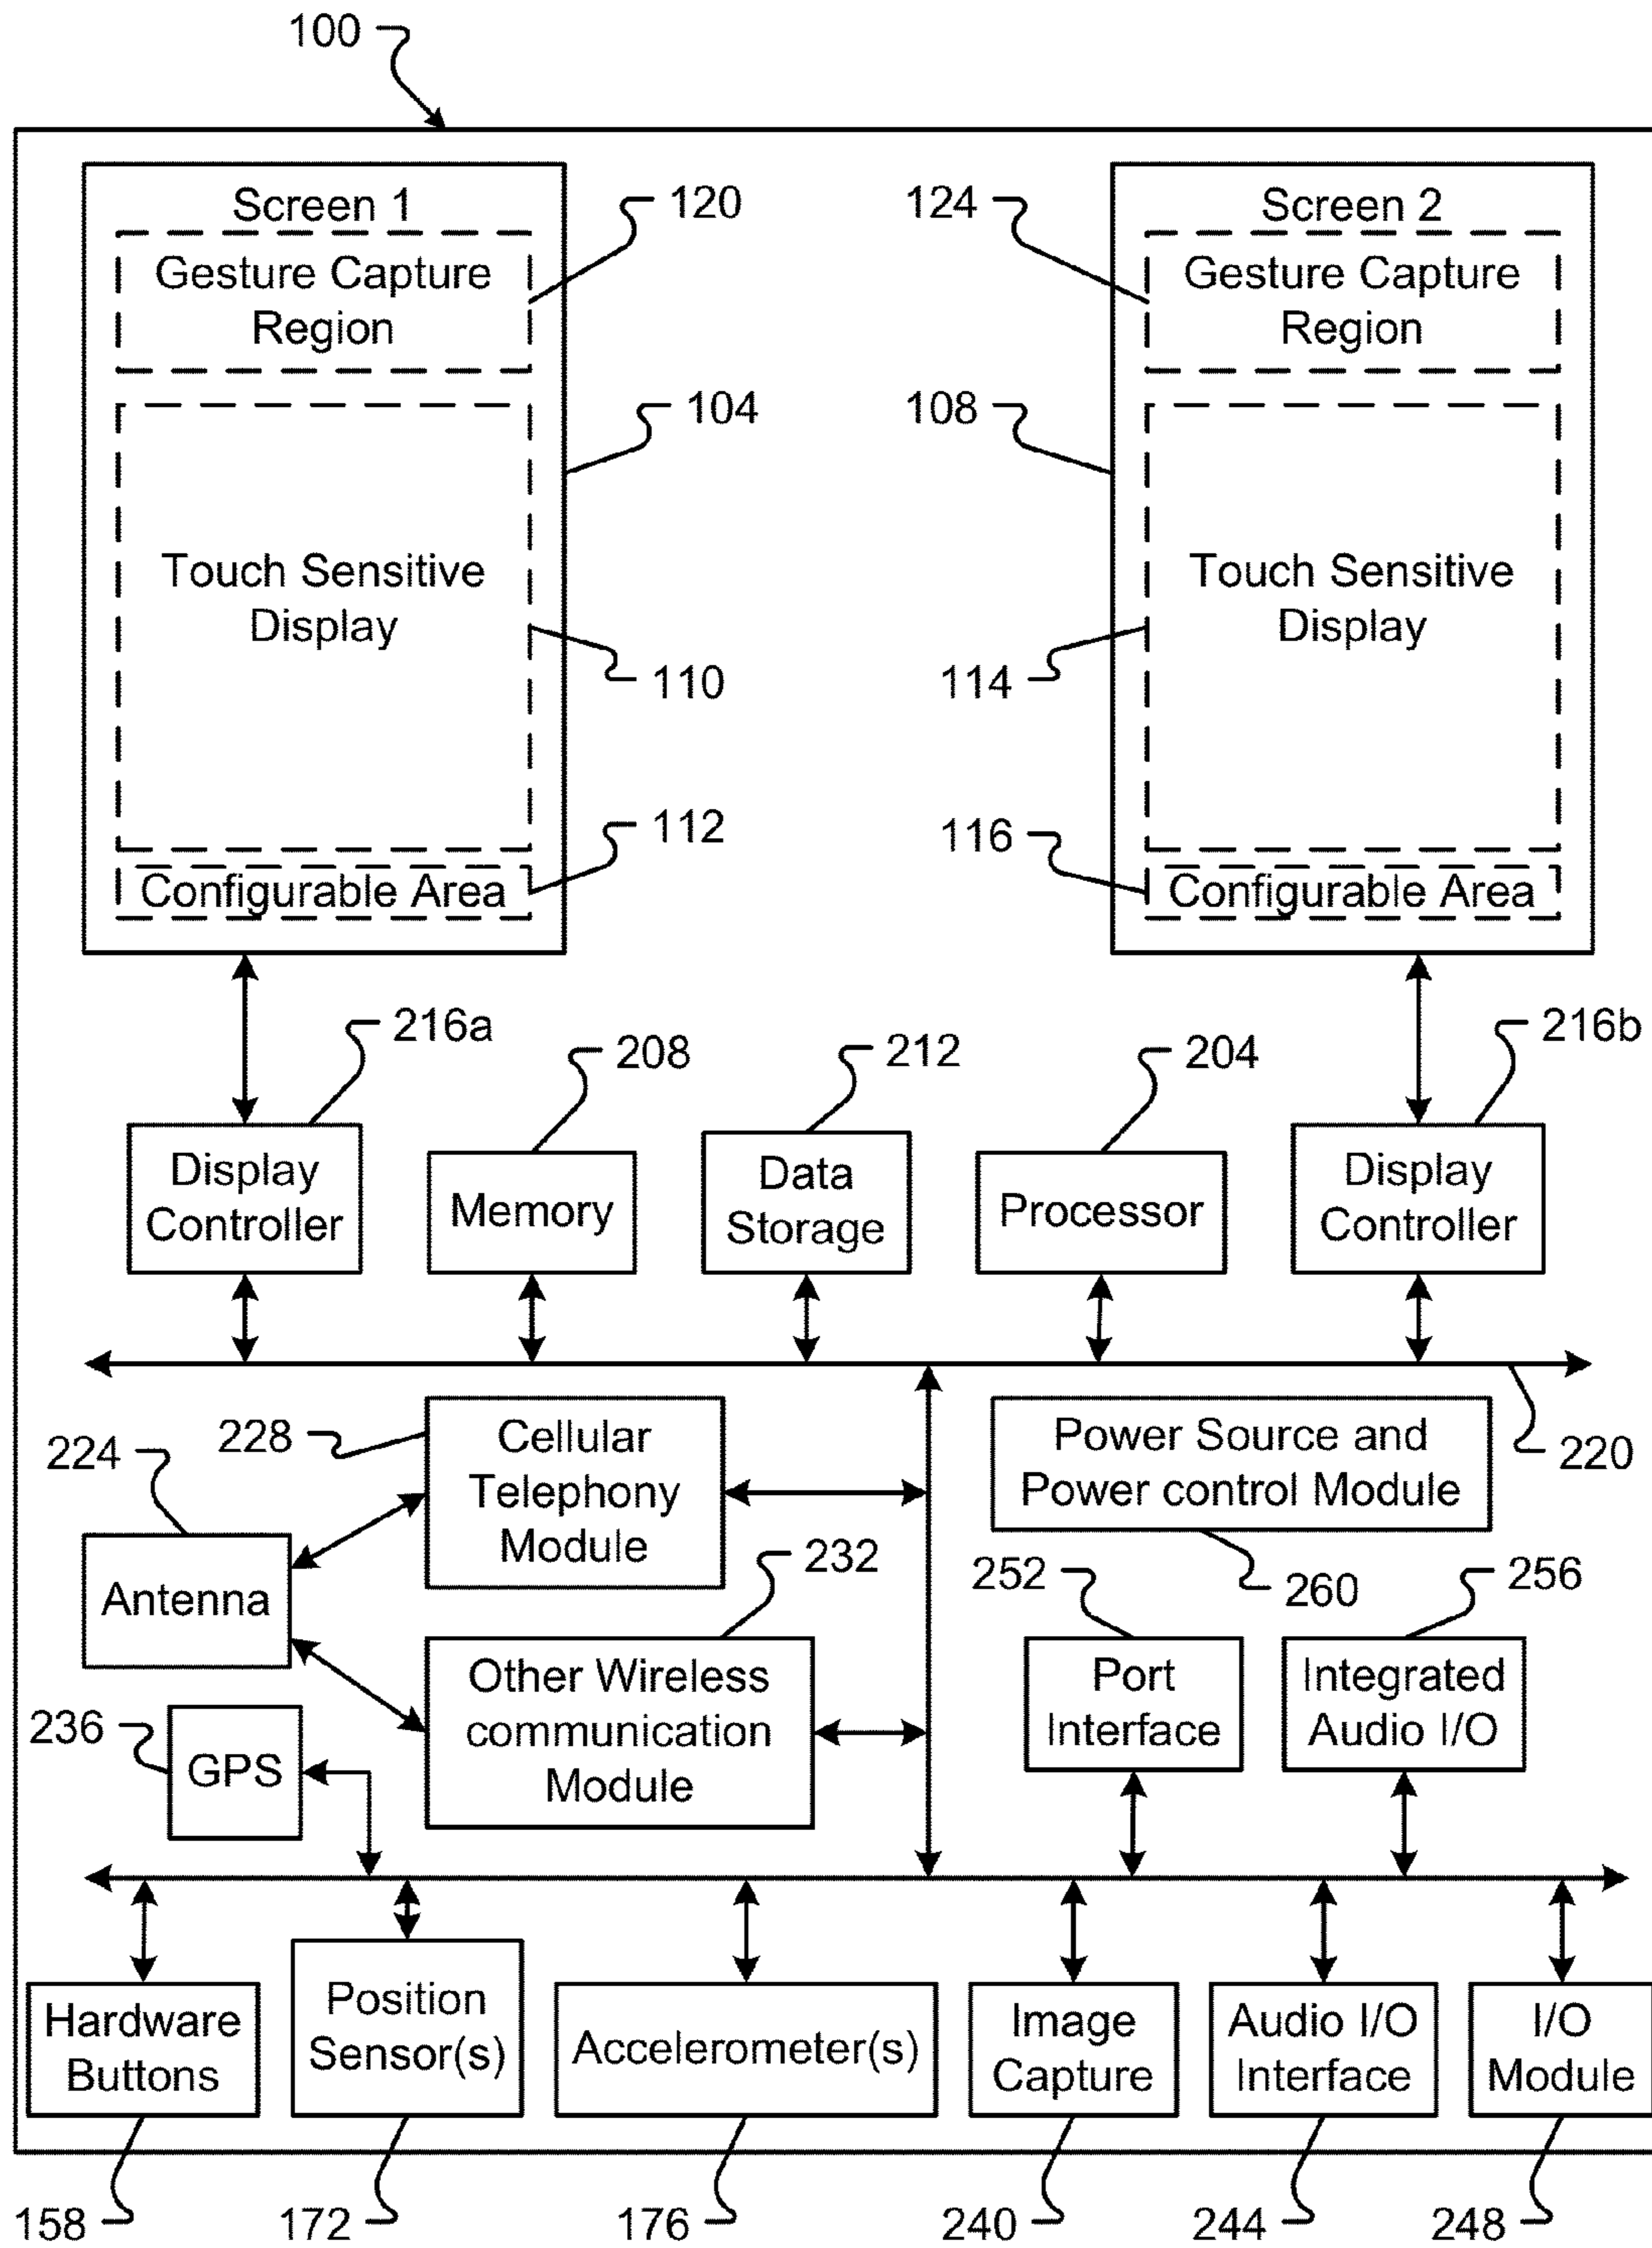 100
Screen 1
120
124
Screen 2
Gesture Capture
Region
Gesture Capture
Region
104
108
Touch Sensitive
Display
Touch Sensitive
Display
110
114
112
116
Configurable Area
Configurable Area
216a
208
212
204
216b
Display
Controller
Memory
Data
Storage
Processor
Display
Controller
224
228
Cellular
Telephony
Module
Power Source and
Power control Module
220
Antenna
232
252
260
256
236
GPS
Other Wireless
communication
Module
Port
Interface
Integrated
Audio I/O
Hardware
Buttons
Position
Sensor(s)
Accelerometer(s)
Image
Capture
Audio I/O
Interface
I/O
Module
158
172
176
240
244
248